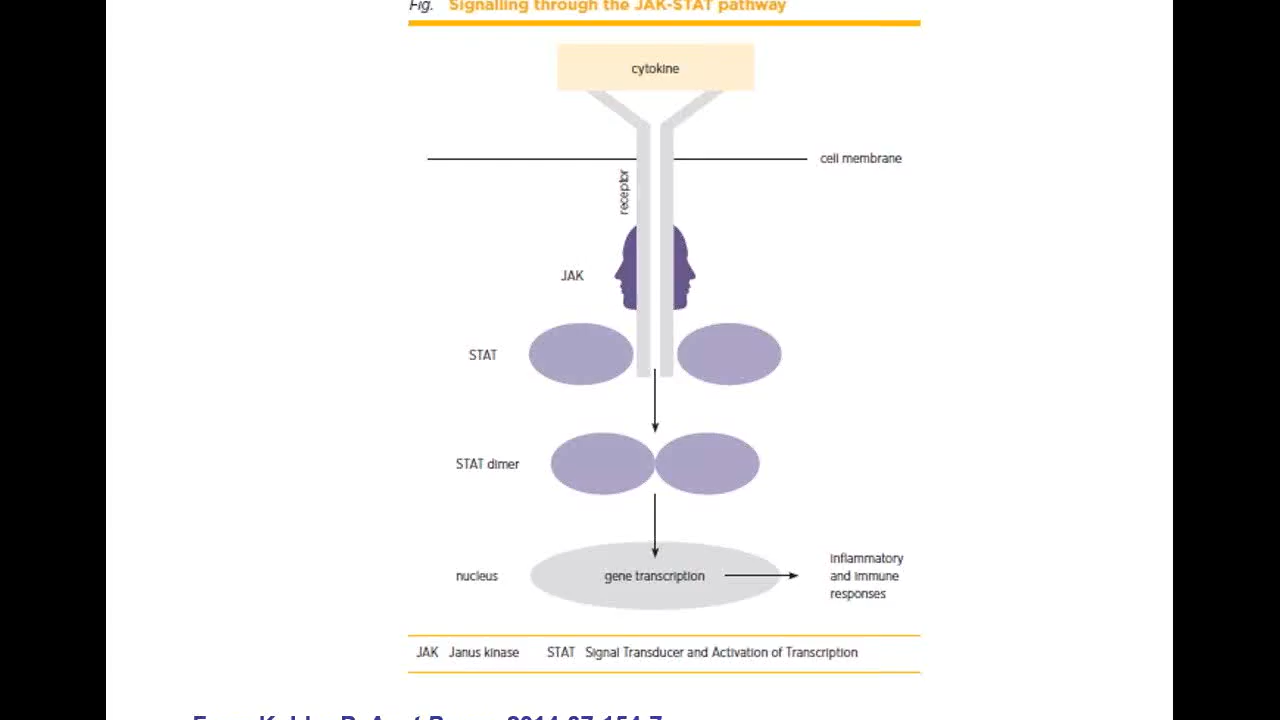 Fig. Signalling through the JAK-STAT pathway
cytokine
cell membrane
receptor
JAK
STAT
STAT dimer
nucleus
gene transcription
inflammatory
and immune
responses
JAK Janus kinase STAT Signal Transducer and Activation of Transcription